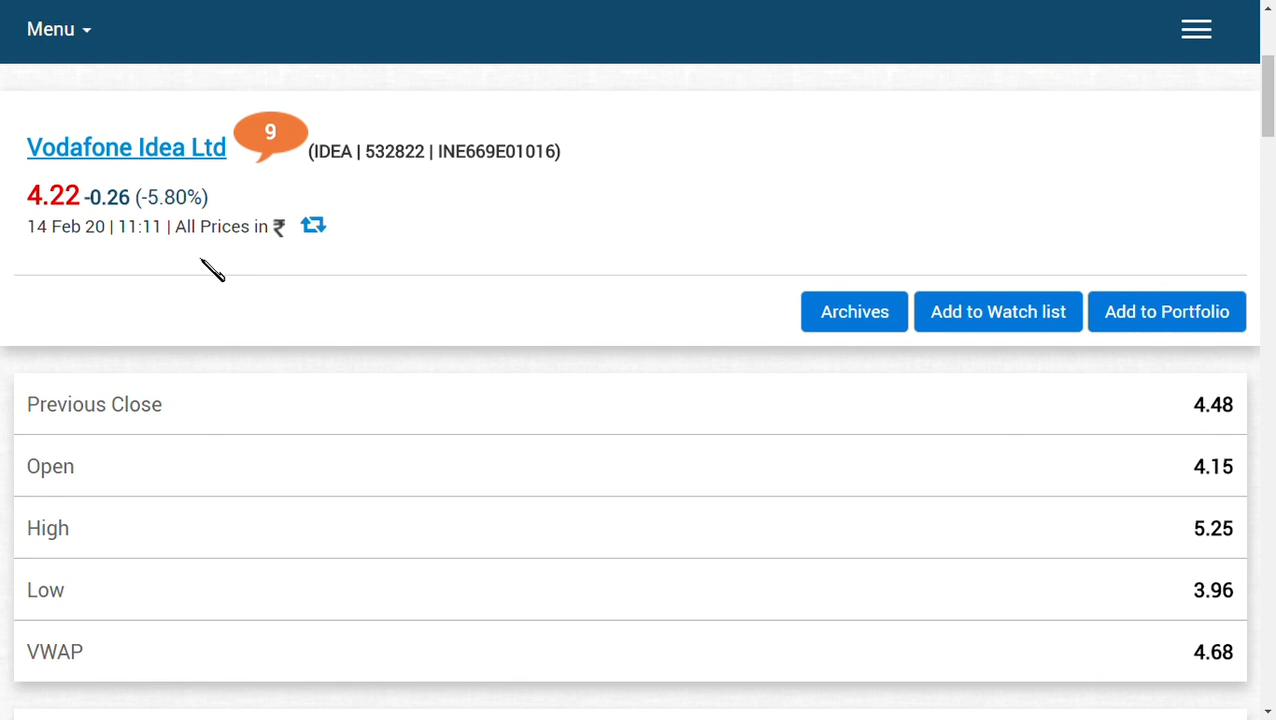 Menu
Vodafone Idea Ltd 9 (IDEA | 532822 | INE669E01016)
4.22 -0.26 (-5.80%)
14 Feb 20 | 11:11 | All Prices in ₹
Archives Add to Watch list Add to Portfolio
Previous Close 4.48
Open 4.15
High 5.25
Low 3.96
VWAP 4.68